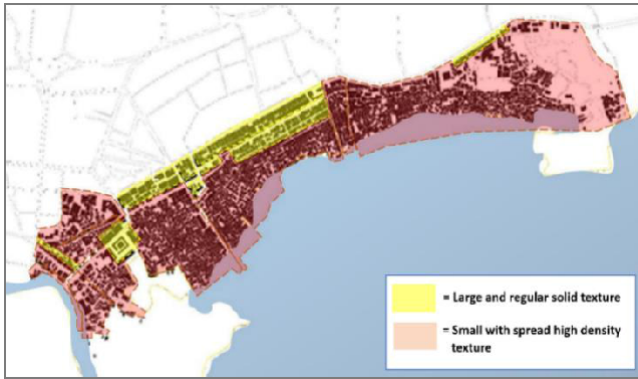 = Large and regular solid texture
= Small with spread high density
texture